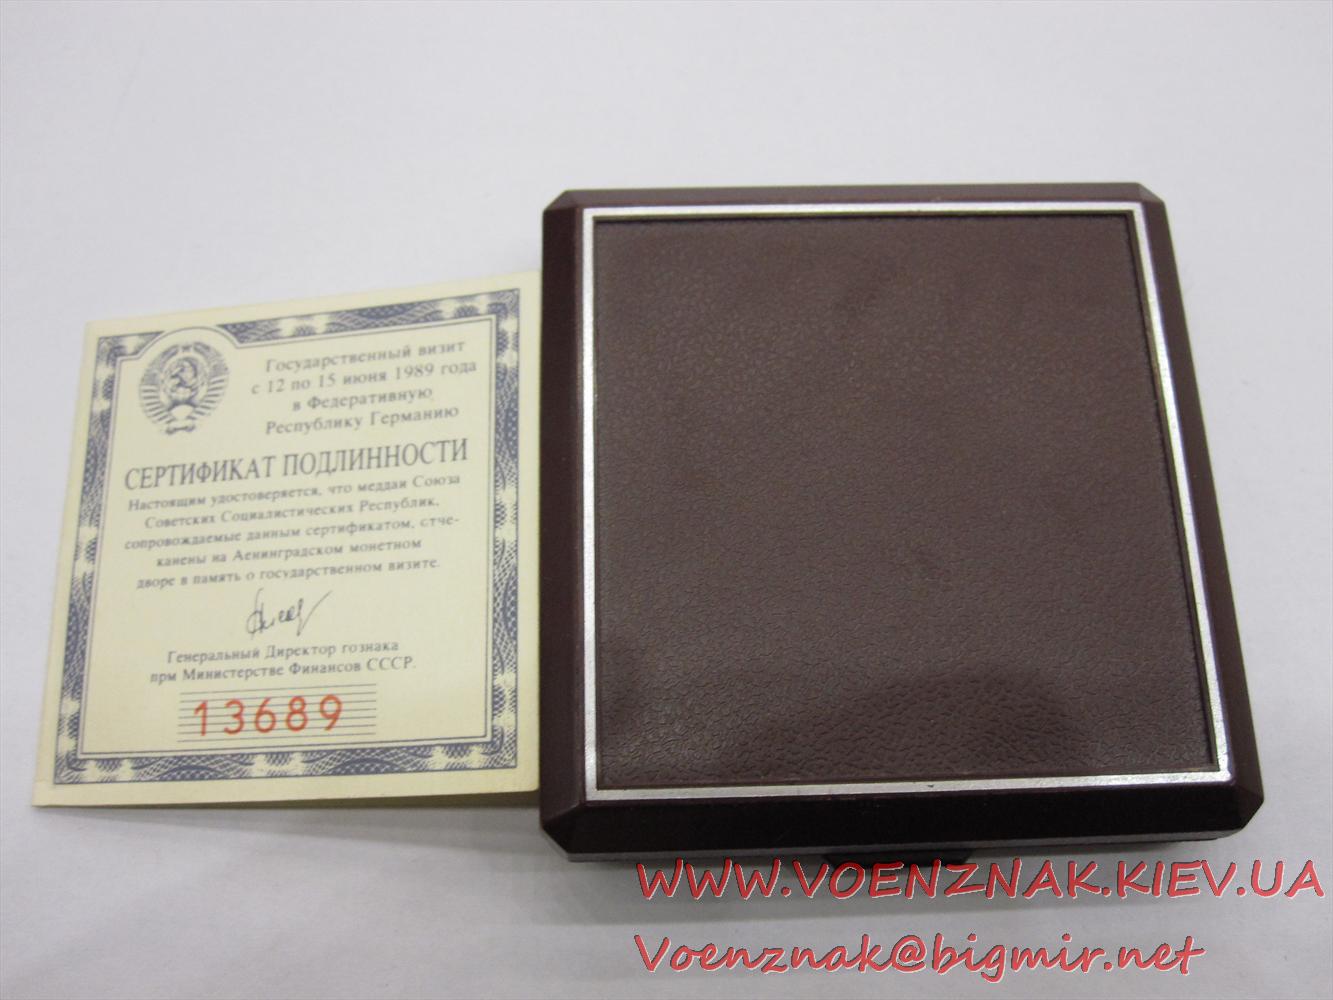 Государственный визит
с 12 по 15 июня 1989 года
в Федеративную
Республику Германию
СЕРТИФИКАТ ПОДЛИННОСТИ
Настоящим удостоверяется, что меддаи Союза
Советских Социалистических Республик,
сопровождаемые данным сертификатом, отче-
канены на Аенинградском монетном
дворе в память о государственном визите.
Генеральный Директор гознака
прм Министерстве Финансов СССР.
13689
WWW.VOENZNAK.KIEV.UA
Voenznak@bigmir.net